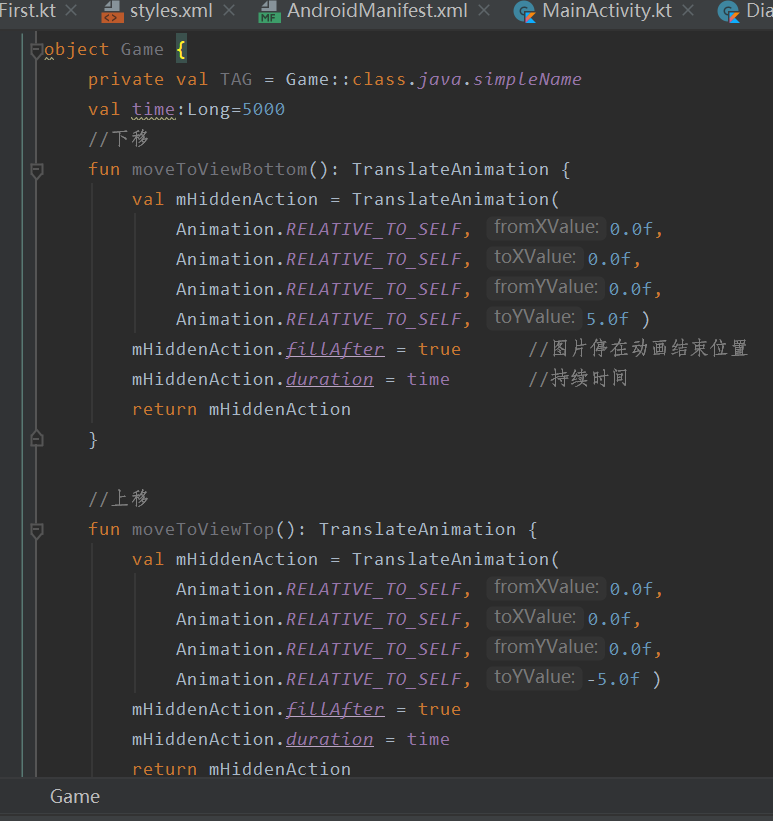 First.kt styles.xml AndroidManifest.xml MainActivity.kt Dia
object Game {
private val TAG = Game::class.java.simpleName
val time:Long=5000
//下移
fun moveToViewBottom(): TranslateAnimation {
val mHiddenAction = TranslateAnimation(
Animation.RELATIVE_TO_SELF, fromXValue: 0.0f,
Animation.RELATIVE_TO_SELF, toXValue: 0.0f,
Animation.RELATIVE_TO_SELF, fromYValue: 0.0f,
Animation.RELATIVE_TO_SELF, toYValue: 5.0f )
mHiddenAction.fillAfter = true //图片停在动画结束位置
mHiddenAction.duration = time //持续时间
return mHiddenAction
}
//上移
fun moveToViewTop(): TranslateAnimation {
val mHiddenAction = TranslateAnimation(
Animation.RELATIVE_TO_SELF, fromXValue: 0.0f,
Animation.RELATIVE_TO_SELF, toXValue: 0.0f,
Animation.RELATIVE_TO_SELF, fromYValue: 0.0f,
Animation.RELATIVE_TO_SELF, toYValue: -5.0f )
mHiddenAction.fillAfter = true
mHiddenAction.duration = time
return mHiddenAction
Game